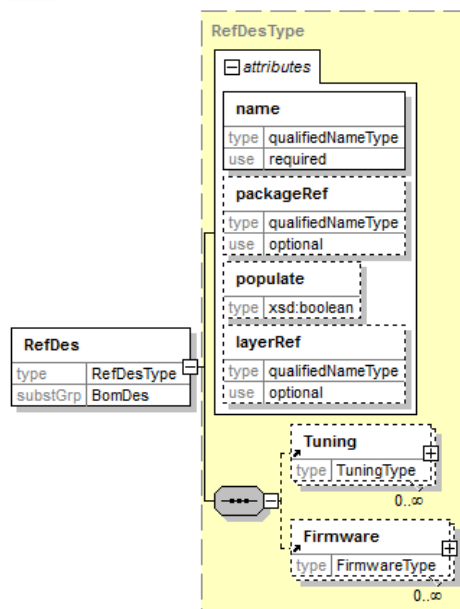 RefDesType
attributes
name
type qualifiedNameType
use required
packageRef
type qualifiedNameType
use optional
populate
type xsd:boolean
layerRef
type qualifiedNameType
use optional
RefDes
type RefDesType
substGrp BomDes
Tuning
type TuningType
0..∞
Firmware
type FirmwareType
0..∞